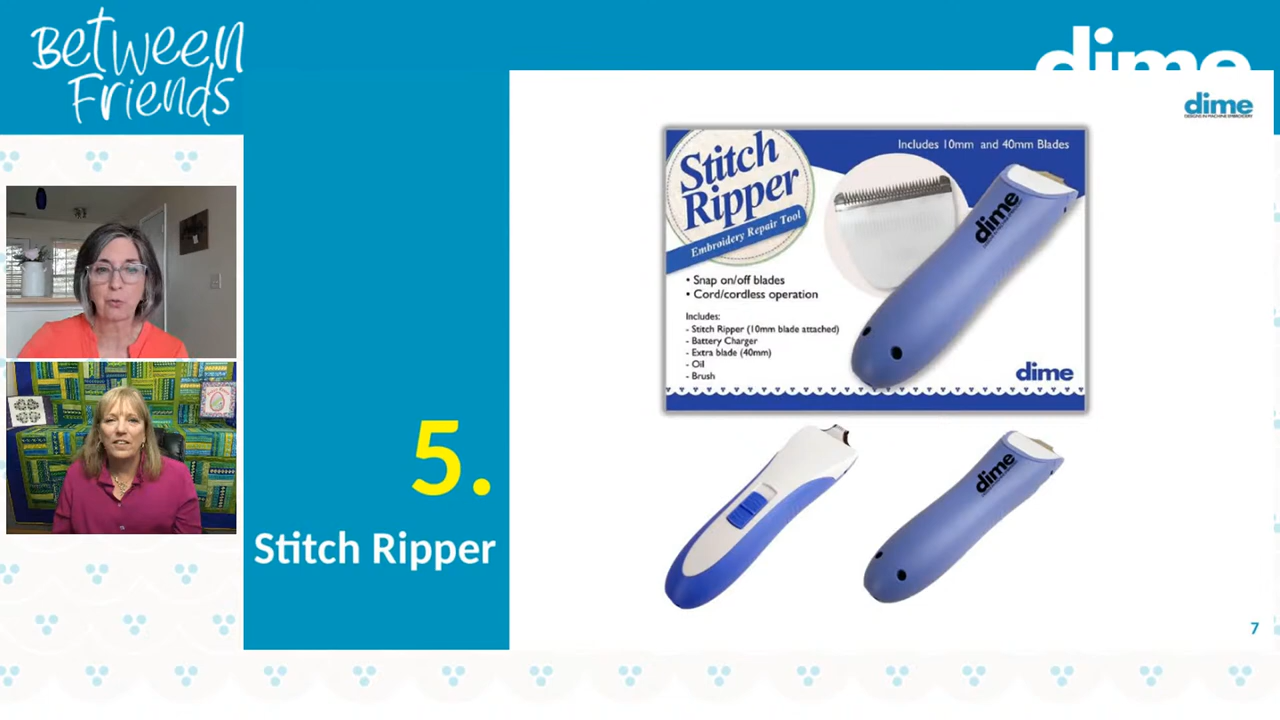 Between
Friends
dime
dime
DESIGNS IN MACHINE EMBROIDERY
Stitch
Ripper
Embroidery Repair Tool
Includes 10mm and 40mm Blades
dime
• Snap on/off blades
• Cord/cordless operation
Includes:
- Stitch Ripper (10mm blade attached)
- Battery Charger
- Extra blade (40mm)
- Oil
- Brush
dime
5.
Stitch Ripper
dime
7